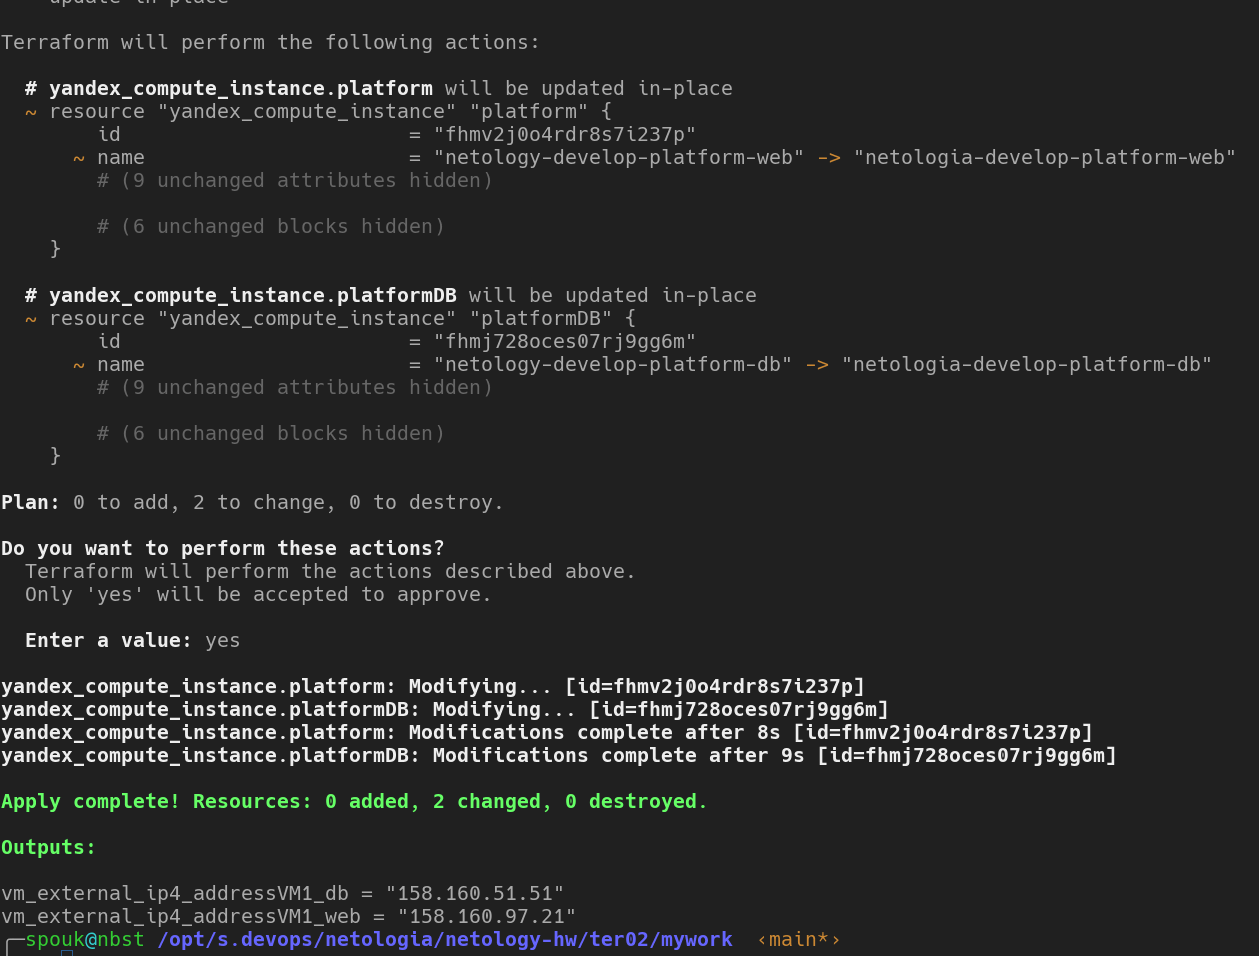 update in-place
Terraform will perform the following actions:
# yandex_compute_instance.platform will be updated in-place
~ resource "yandex_compute_instance" "platform" {
id = "fhmv2j0o4rdr8s7i237p"
~ name = "netology-develop-platform-web" -> "netologia-develop-platform-web"
# (9 unchanged attributes hidden)
# (6 unchanged blocks hidden)
}
# yandex_compute_instance.platformDB will be updated in-place
~ resource "yandex_compute_instance" "platformDB" {
id = "fhmj728oces07rj9gg6m"
~ name = "netology-develop-platform-db" -> "netologia-develop-platform-db"
# (9 unchanged attributes hidden)
# (6 unchanged blocks hidden)
}
Plan: 0 to add, 2 to change, 0 to destroy.
Do you want to perform these actions?
Terraform will perform the actions described above.
Only 'yes' will be accepted to approve.
Enter a value: yes
yandex_compute_instance.platform: Modifying... [id=fhmv2j0o4rdr8s7i237p]
yandex_compute_instance.platformDB: Modifying... [id=fhmj728oces07rj9gg6m]
yandex_compute_instance.platform: Modifications complete after 8s [id=fhmv2j0o4rdr8s7i237p]
yandex_compute_instance.platformDB: Modifications complete after 9s [id=fhmj728oces07rj9gg6m]
Apply complete! Resources: 0 added, 2 changed, 0 destroyed.
Outputs:
vm_external_ip4_addressVM1_db = "158.160.51.51"
vm_external_ip4_addressVM1_web = "158.160.97.21"
╭─spouk@nbst /opt/s.devops/netologia/netology-hw/ter02/mywork ‹main*›